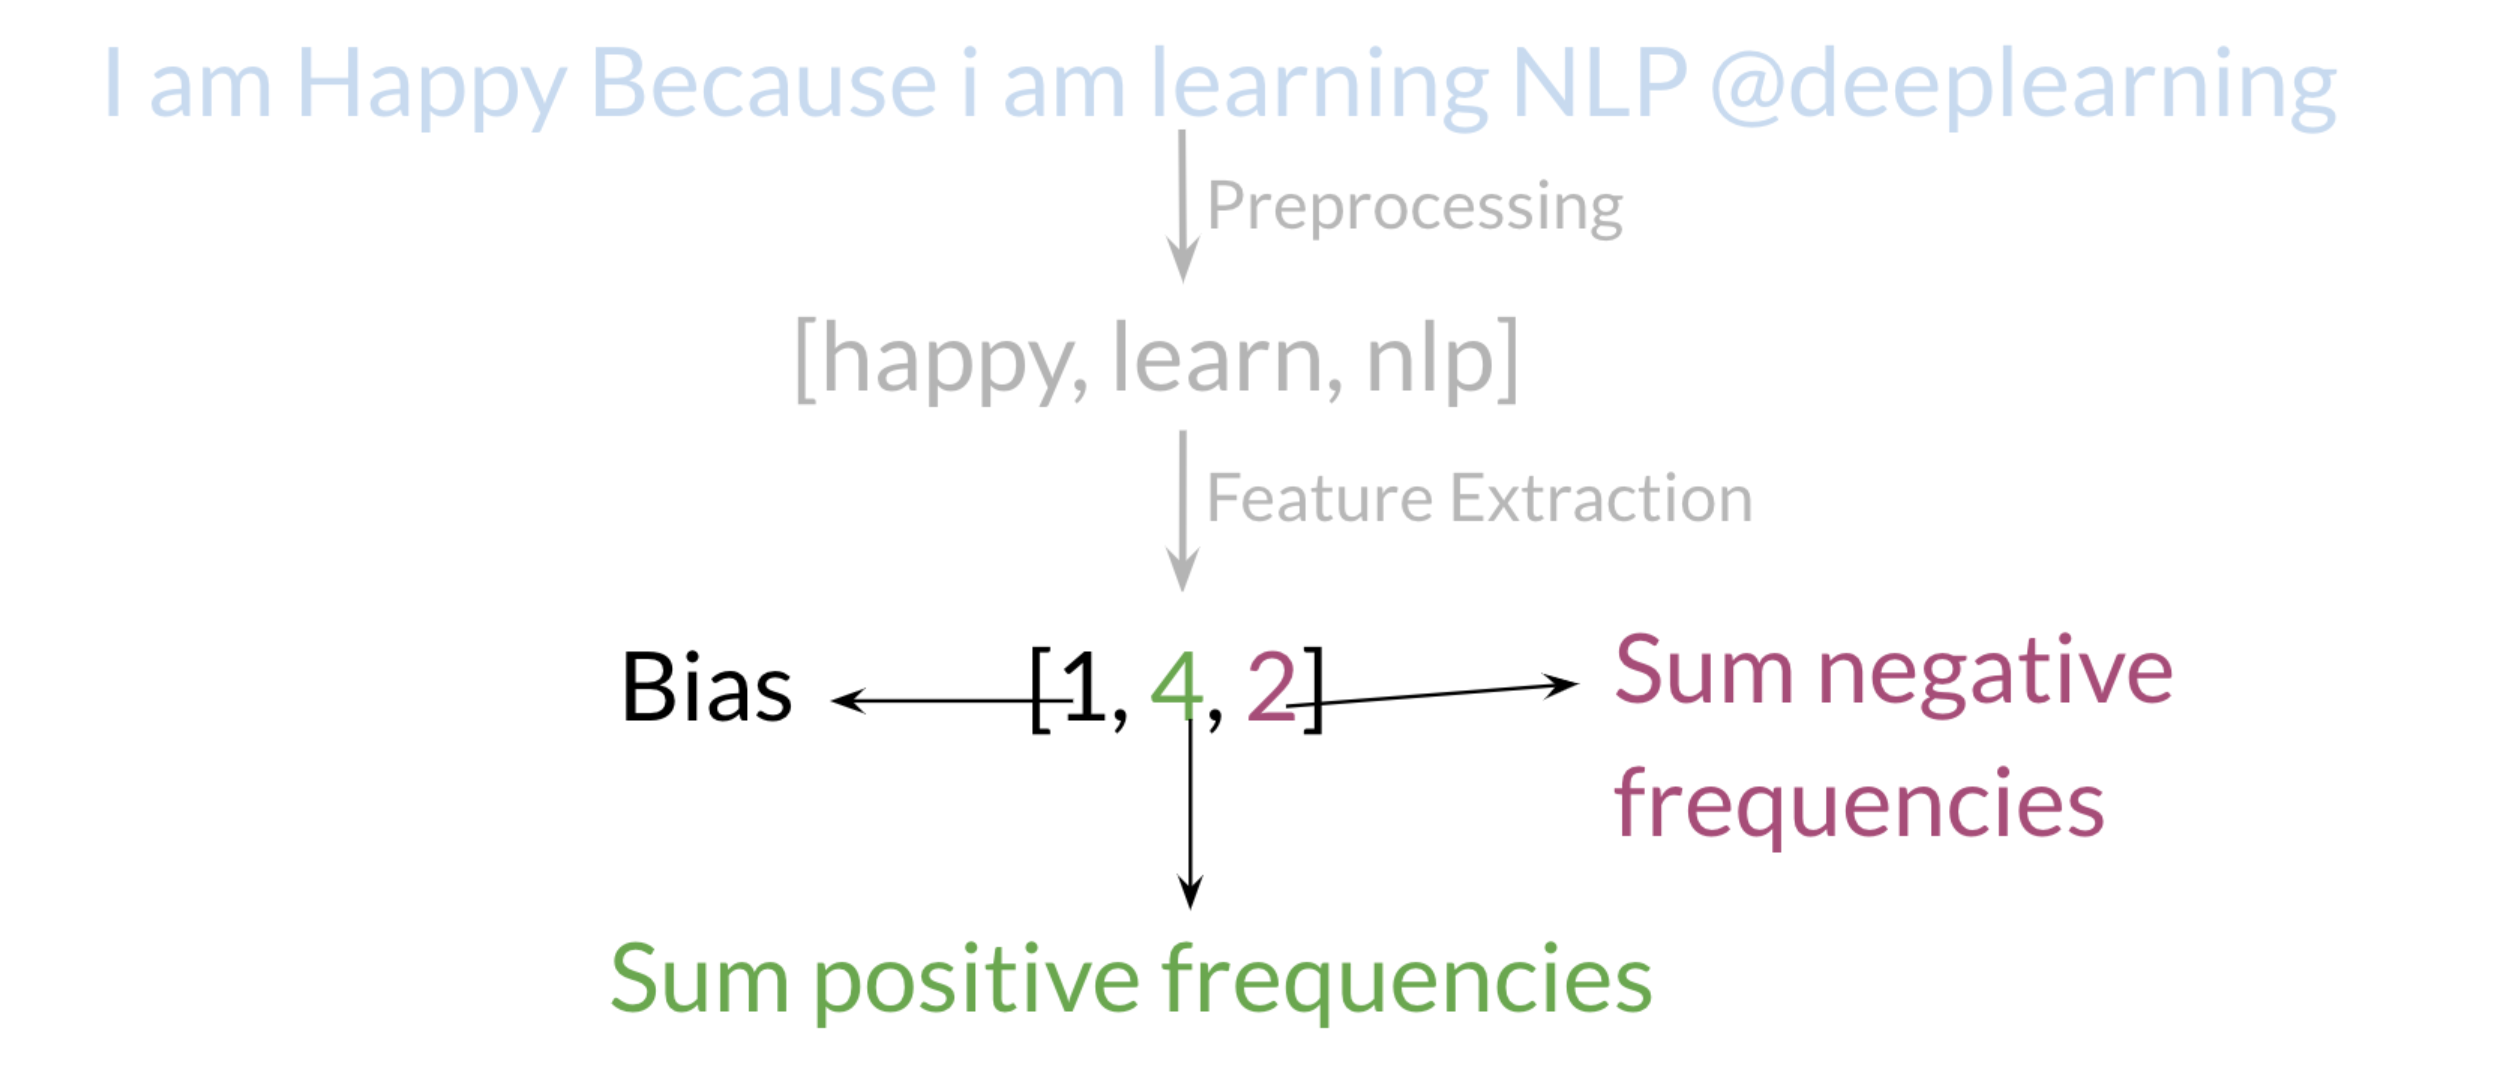 I am Happy Because i am learning NLP @deeplearning
Preprocessing
[happy, learn, nlp]
Feature Extraction
Bias
[1, 4, 2]
Sum negative
frequencies
Sum positive frequencies